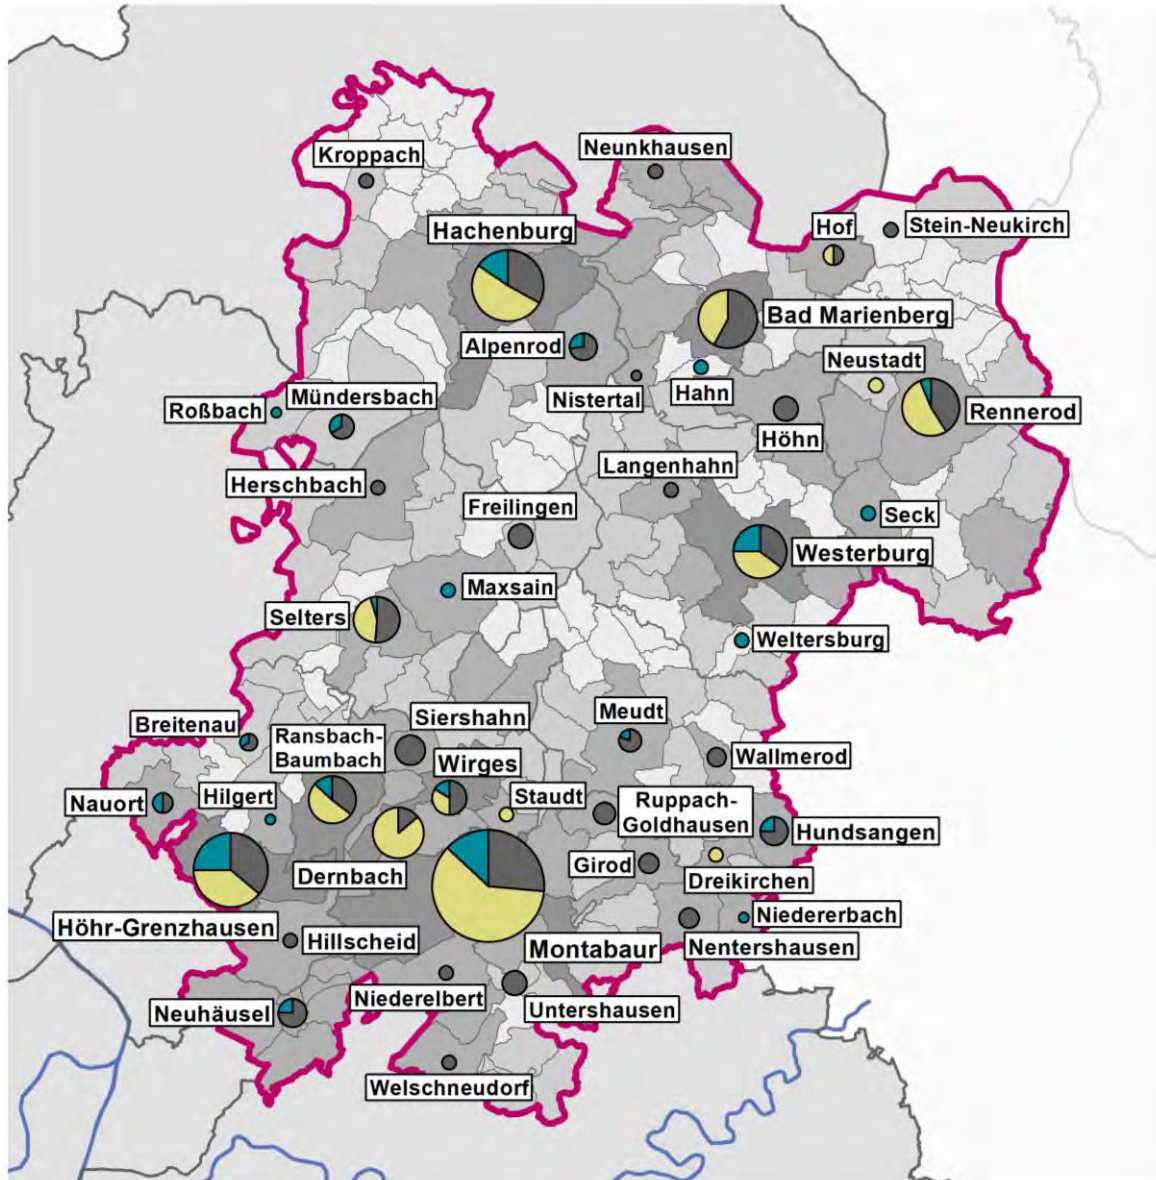 Neunkhausen
Kroppach
Hof
Stein-Neukirch
Hachenburg
Bad Marienberg
Alpenrod
Neustadt
Hahn
Nistertal
Mündersbach
Roßbach
Rennerod
Höhn
Langenhahn
Herschbach
Freilingen
Seck
Westerburg
Maxsain
Selters
Weltersburg
Siershahn
Meudt
Breitenau
Ransbach-
Baumbach
Wallmerod
Wirges
Nauort
Hilgert
Staudt
Ruppach-
Goldhausen
Hundsangen
Girod
Dernbach
Dreikirchen
Niedererbach
Höhr-Grenzhausen
Hillscheid
Montabaur
Nentershausen
Niederelbert
Untershausen
Neuhäusel
Welschneudorf